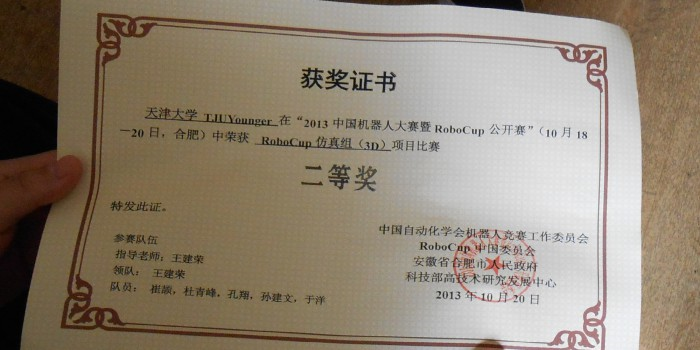 获奖证书
天津大学 TJUYounger 在“2013 中国机器人大赛暨 RoboCup 公开赛”（10 月 18
—20 日，合肥）中荣获 RoboCup 仿真组（3D）项目比赛
二等奖
特发此证。
参赛队伍
指导老师：王建荣
领队： 王建荣
队员： 崔灏，杜青峰，孔翔，孙建文，于洋
中国自动化学会机器人竞赛工作委员会
RoboCup 中国委员会
安徽省合肥市人民政府
科技部高技术研究发展中心
2013 年 10 月 20 日